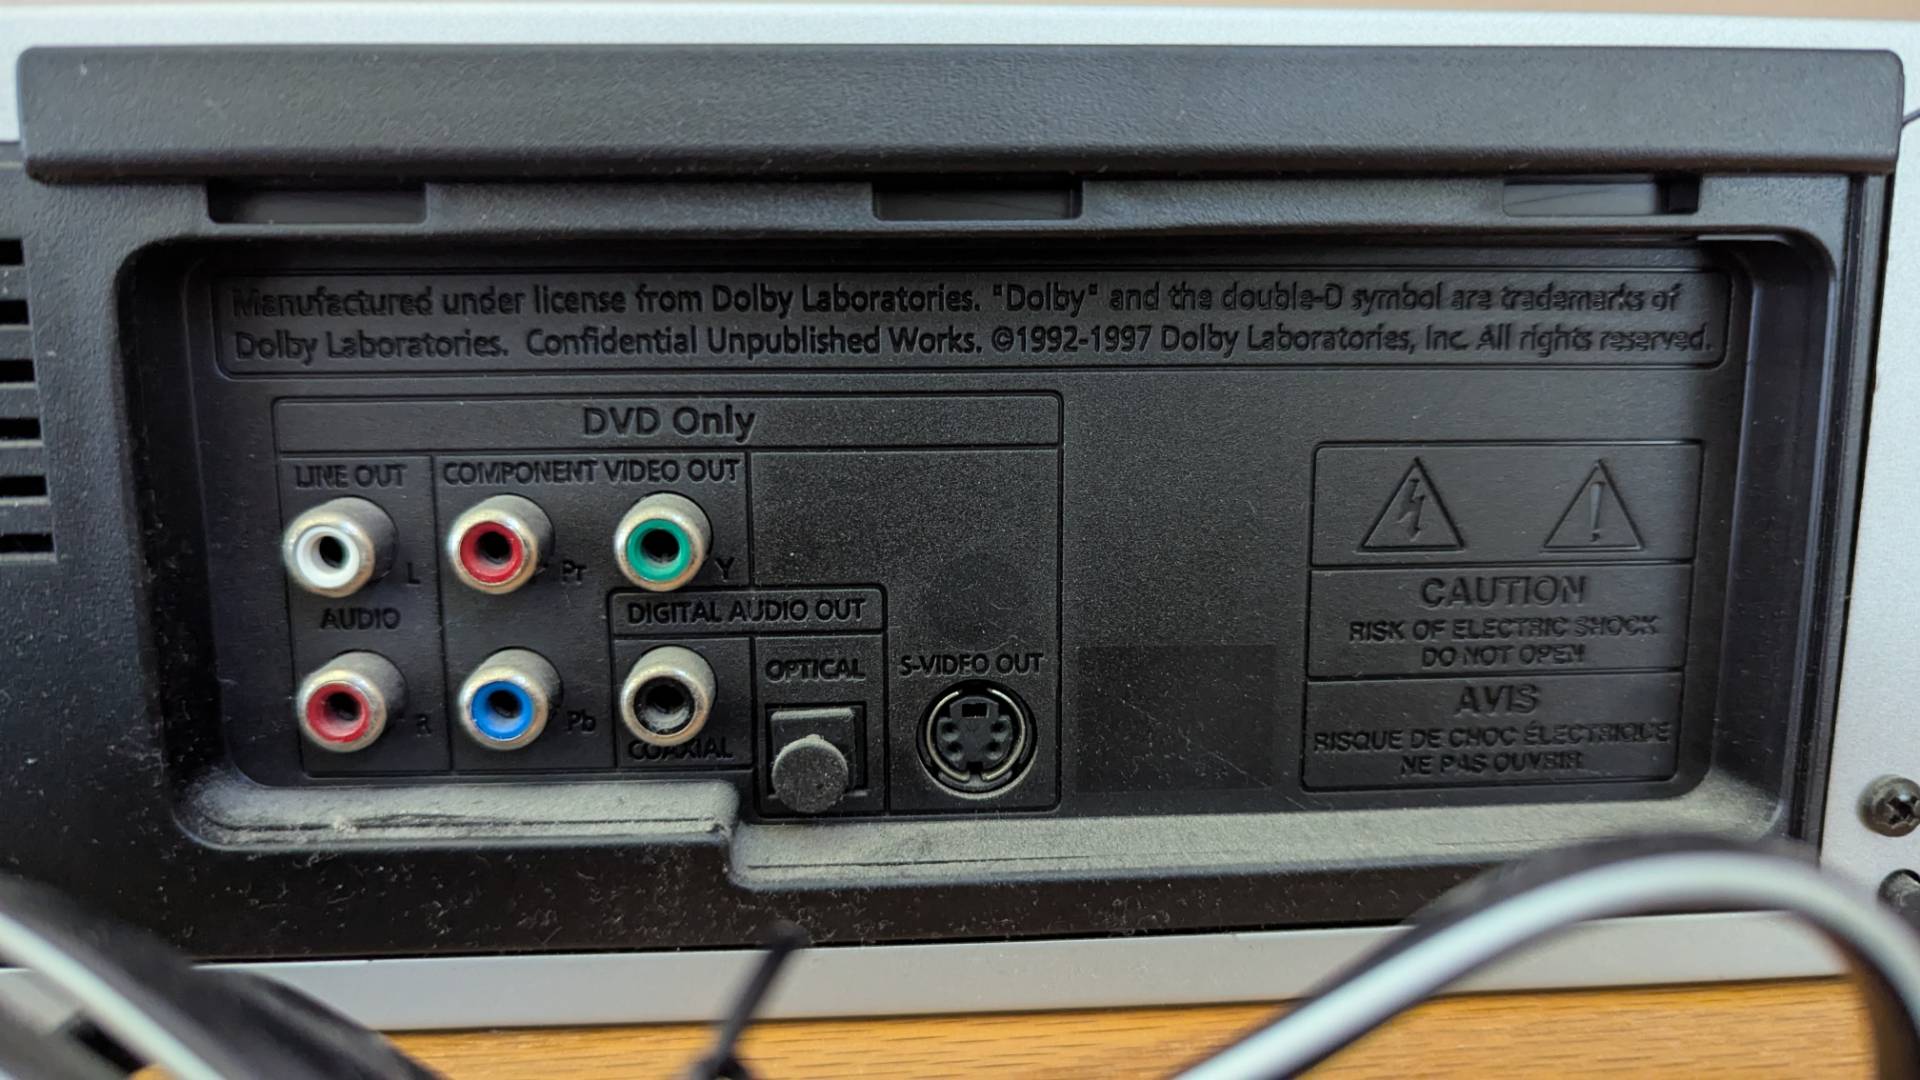 Manufactured under license from Dolby Laboratories. "Dolby" and the double-D symbol are trademarks of
Dolby Laboratories. Confidential Unpublished Works. ©1992-1997 Dolby Laboratories, Inc. All rights reserved.
DVD Only
LINE OUT
COMPONENT VIDEO OUT
L
Pr
Y
AUDIO
DIGITAL AUDIO OUT
R
Pb
COAXIAL
OPTICAL
S-VIDEO OUT
CAUTION
RISK OF ELECTRIC SHOCK
DO NOT OPEN
AVIS
RISQUE DE CHOC ÉLECTRIQUE
NE PAS OUVRIR